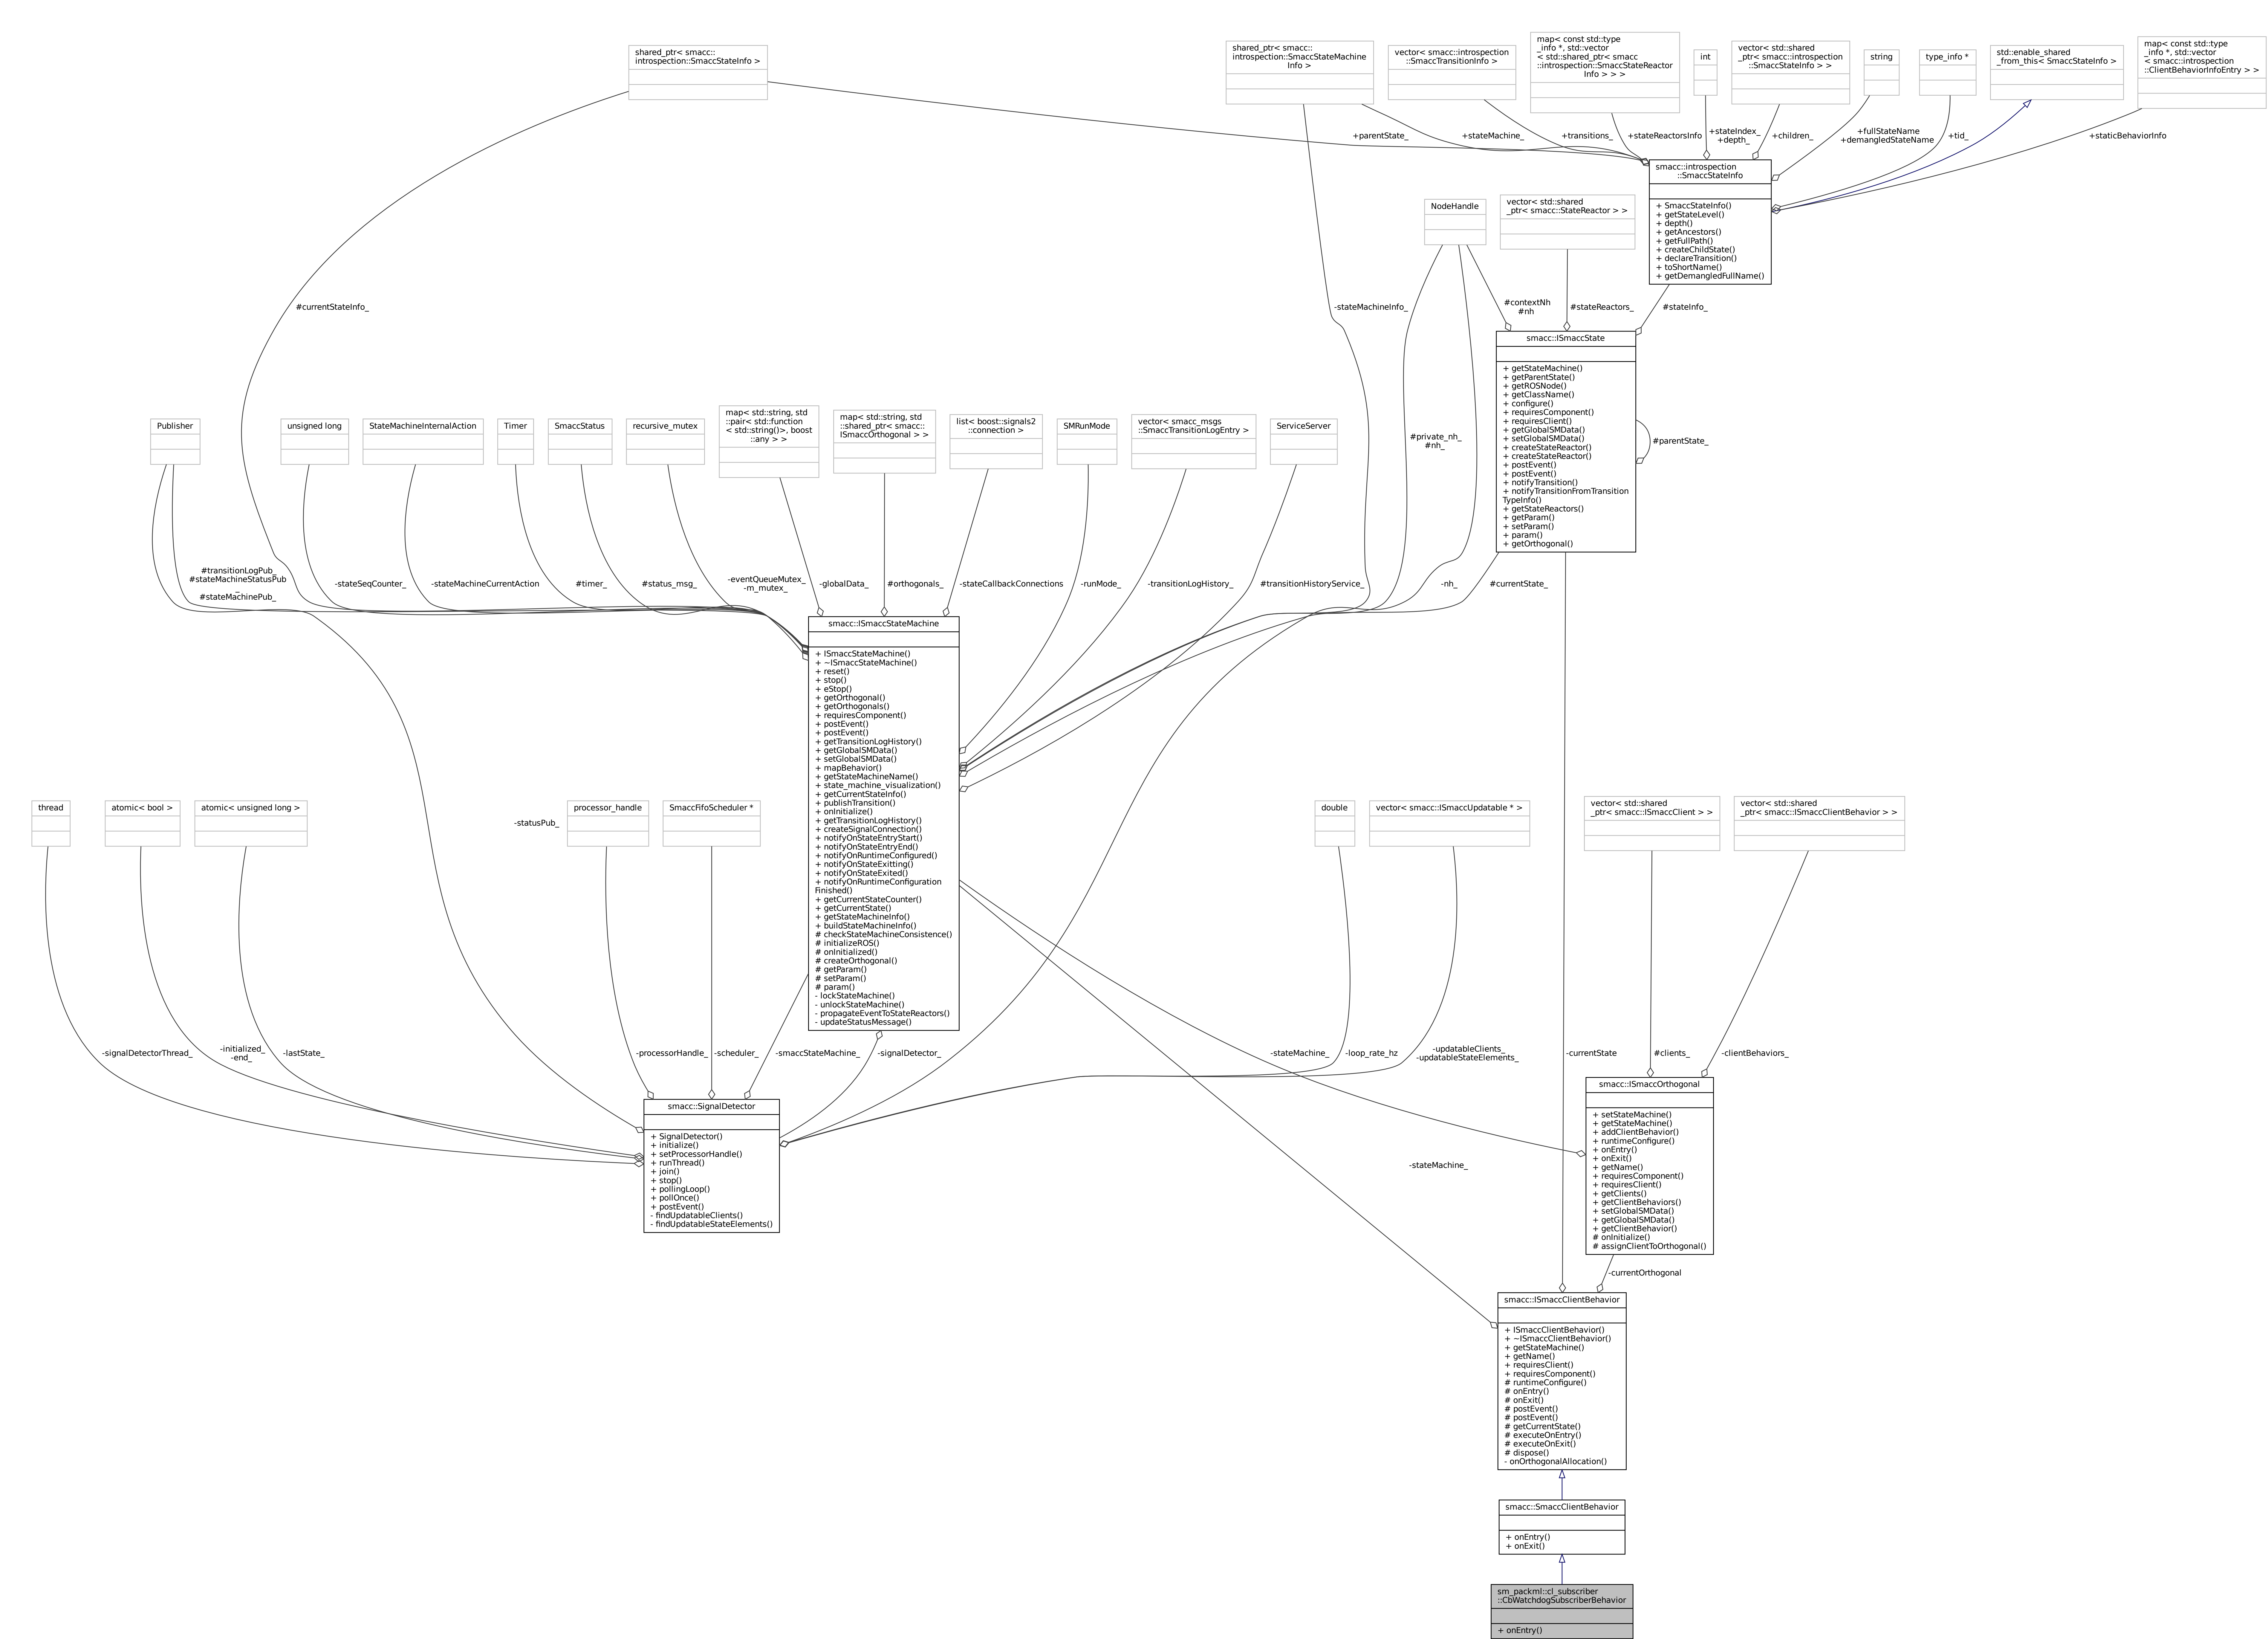 shared_ptr< smacc::
introspection::SmaccStateInfo >
shared_ptr< smacc::
introspection::SmaccStateMachine
Info >
vector< smacc::introspection
::SmaccTransitionInfo >
map< const std::type
_info *, std::vector
< std::shared_ptr< smacc
::introspection::SmaccStateReactor
Info > > >
int
vector< std::shared
_ptr< smacc::introspection
::SmaccStateInfo > >
string
type_info *
std::enable_shared
_from_this< SmaccStateInfo >
map< const std::type
_info *, std::vector
< smacc::introspection
::ClientBehaviorInfoEntry > >
+parentState_
+stateMachine_
+transitions_
+stateReactorsInfo
+stateIndex_
+depth_
+children_
+fullStateName
+demangledStateName
+tid_
+staticBehaviorInfo
smacc::introspection
::SmaccStateInfo
+ SmaccStateInfo()
+ getStateLevel()
+ depth()
+ getAncestors()
+ getFullPath()
+ createChildState()
+ declareTransition()
+ toShortName()
+ getDemangledFullName()
NodeHandle
vector< std::shared
_ptr< smacc::StateReactor > >
#currentStateInfo_
-stateMachineInfo_
#contextNh
#nh
#stateReactors_
#stateInfo_
smacc::ISmaccState
+ getStateMachine()
+ getParentState()
+ getROSNode()
+ getClassName()
+ configure()
+ requiresComponent()
+ requiresClient()
+ getGlobalSMData()
+ setGlobalSMData()
+ createStateReactor()
+ createStateReactor()
+ postEvent()
+ postEvent()
+ notifyTransition()
+ notifyTransitionFromTransition
TypeInfo()
+ getStateReactors()
+ getParam()
+ setParam()
+ param()
+ getOrthogonal()
#parentState_
#private_nh_
#nh_
Publisher
unsigned long
StateMachineInternalAction
Timer
SmaccStatus
recursive_mutex
map< std::string, std
::pair< std::function
< std::string()>, boost
::any > >
map< std::string, std
::shared_ptr< smacc::
ISmaccOrthogonal > >
list< boost::signals2
::connection >
SMRunMode
vector< smacc_msgs
::SmaccTransitionLogEntry >
ServiceServer
#transitionLogPub_
#stateMachineStatusPub
_
#stateMachinePub_
-stateSeqCounter_
-stateMachineCurrentAction
#timer_
#status_msg_
-eventQueueMutex_
-m_mutex_
-globalData_
#orthogonals_
-stateCallbackConnections
-runMode_
-transitionLogHistory_
#transitionHistoryService_
-nh_
#currentState_
smacc::ISmaccStateMachine
+ ISmaccStateMachine()
+ ~ISmaccStateMachine()
+ reset()
+ stop()
+ eStop()
+ getOrthogonal()
+ getOrthogonals()
+ requiresComponent()
+ postEvent()
+ postEvent()
+ getTransitionLogHistory()
+ getGlobalSMData()
+ setGlobalSMData()
+ mapBehavior()
+ getStateMachineName()
+ state_machine_visualization()
+ getCurrentStateInfo()
+ publishTransition()
+ onInitialize()
+ getTransitionLogHistory()
+ createSignalConnection()
+ notifyOnStateEntryStart()
+ notifyOnStateEntryEnd()
+ notifyOnRuntimeConfigured()
+ notifyOnStateExitting()
+ notifyOnStateExited()
+ notifyOnRuntimeConfiguration
Finished()
+ getCurrentStateCounter()
+ getCurrentState()
+ getStateMachineInfo()
+ buildStateMachineInfo()
# checkStateMachineConsistence()
# initializeROS()
# onInitialized()
# createOrthogonal()
# getParam()
# setParam()
# param()
- lockStateMachine()
- unlockStateMachine()
- propagateEventToStateReactors()
- updateStatusMessage()
thread
atomic< bool >
atomic< unsigned long >
-statusPub_
processor_handle
SmaccFifoScheduler *
double
vector< smacc::ISmaccUpdatable * >
vector< std::shared
_ptr< smacc::ISmaccClient > >
vector< std::shared
_ptr< smacc::ISmaccClientBehavior > >
-signalDetectorThread_
-initialized_
-end_
-lastState_
-processorHandle_
-scheduler_
-smaccStateMachine_
-signalDetector_
-stateMachine_
-loop_rate_hz
-updatableClients_
-updatableStateElements_
-currentState
#clients_
-clientBehaviors_
smacc::SignalDetector
+ SignalDetector()
+ initialize()
+ setProcessorHandle()
+ runThread()
+ join()
+ stop()
+ pollingLoop()
+ pollOnce()
+ postEvent()
- findUpdatableClients()
- findUpdatableStateElements()
smacc::ISmaccOrthogonal
+ setStateMachine()
+ getStateMachine()
+ addClientBehavior()
+ runtimeConfigure()
+ onEntry()
+ onExit()
+ getName()
+ requiresComponent()
+ requiresClient()
+ getClients()
+ getClientBehaviors()
+ setGlobalSMData()
+ getGlobalSMData()
+ getClientBehavior()
# onInitialize()
# assignClientToOrthogonal()
-stateMachine_
-currentOrthogonal
smacc::ISmaccClientBehavior
+ ISmaccClientBehavior()
+ ~ISmaccClientBehavior()
+ getStateMachine()
+ getName()
+ requiresClient()
+ requiresComponent()
# runtimeConfigure()
# onEntry()
# onExit()
# postEvent()
# postEvent()
# getCurrentState()
# executeOnEntry()
# executeOnExit()
# dispose()
- onOrthogonalAllocation()
smacc::SmaccClientBehavior
+ onEntry()
+ onExit()
sm_packml::cl_subscriber
::CbWatchdogSubscriberBehavior
+ onEntry()